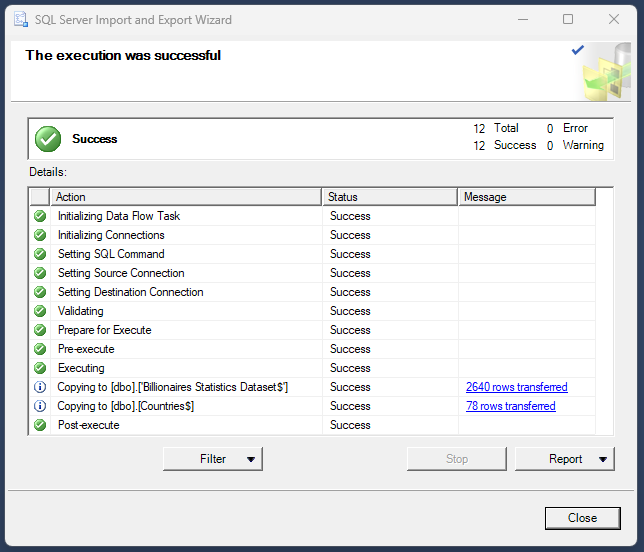 SQL Server Import and Export Wizard
The execution was successful
Success
12 Total 0 Error
12 Success 0 Warning
Details:
Action Status Message
Initializing Data Flow Task Success
Initializing Connections Success
Setting SQL Command Success
Setting Source Connection Success
Setting Destination Connection Success
Validating Success
Prepare for Execute Success
Pre-execute Success
Executing Success
Copying to [dbo].['Billionaires Statistics Dataset$'] Success 2640 rows transferred
Copying to [dbo].[Countries$] Success 78 rows transferred
Post-execute Success
Filter Stop Report
Close